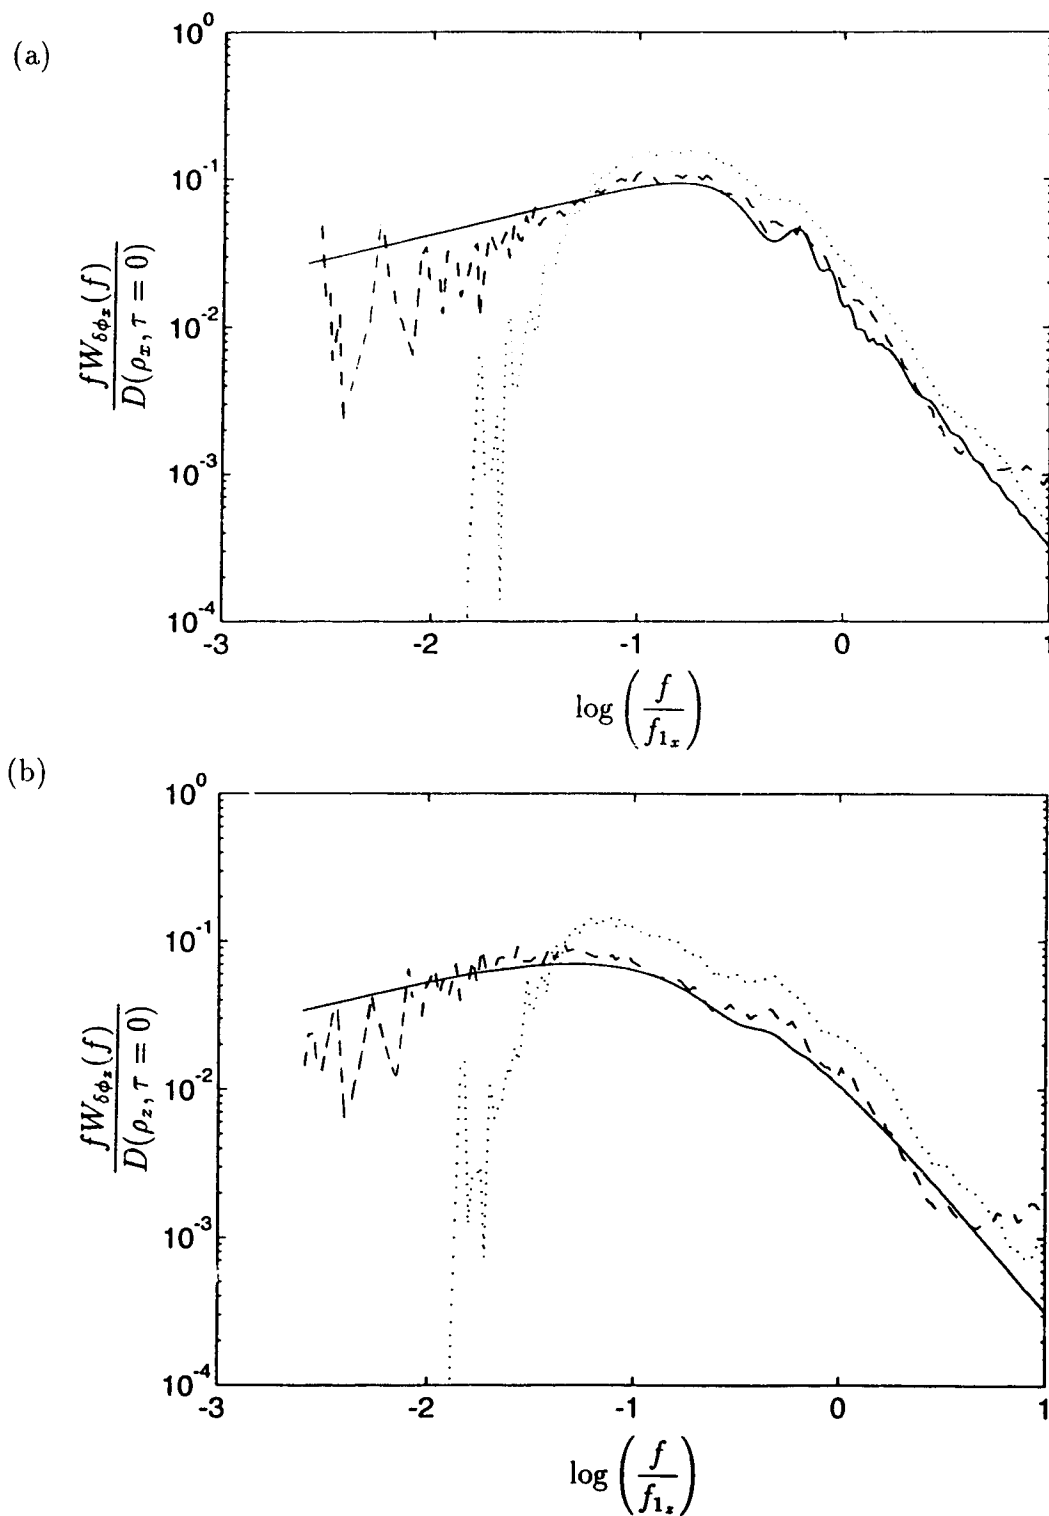 (a)
10^0
10^-1
10^-2
10^-3
10^-4
fW_{δφ_x}(f) / D(ρ_x, τ = 0)
-3 -2 -1 0 1
log (f / f_{1_x})
(b)
10^0
10^-1
10^-2
10^-3
10^-4
fW_{δφ_z}(f) / D(ρ_z, τ = 0)
-3 -2 -1 0 1
log (f / f_{1_z})